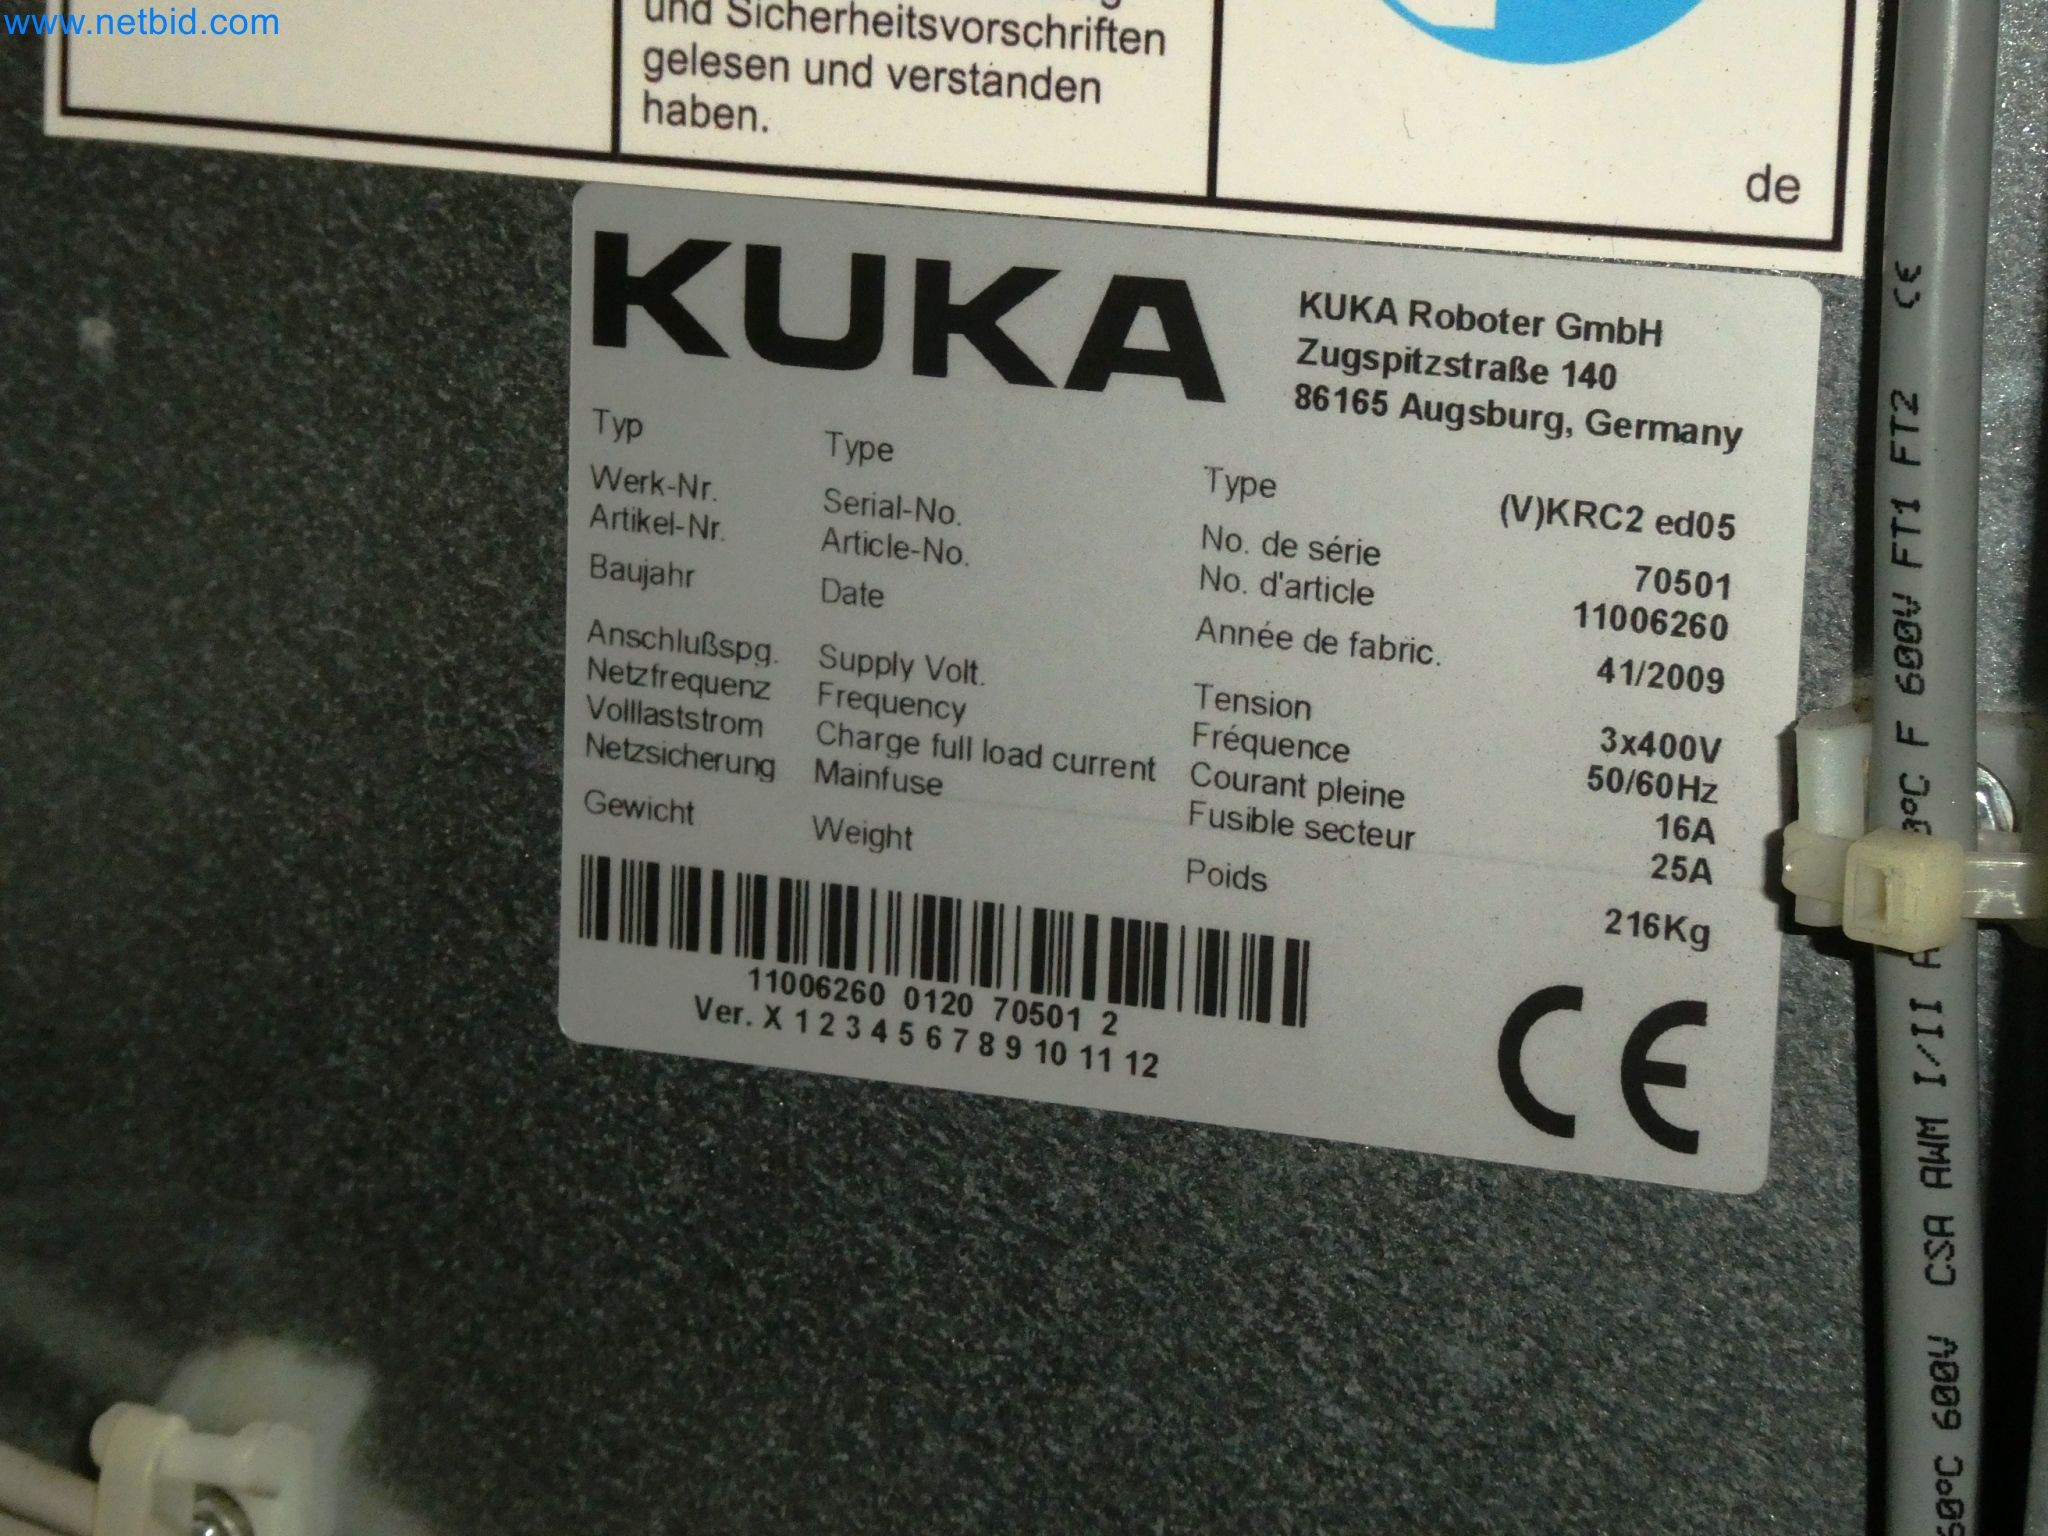 www.netbid.com
und Sicherheitsvorschriften
gelesen und verstanden
haben.
de
KUKA
KUKA Roboter GmbH
Zugspitzstraße 140
86165 Augsburg, Germany
Typ Type Type (V)KRC2 ed05
Werk-Nr. Serial-No. No. de série 70501
Artikel-Nr. Article-No. No. d'article 11006260
Baujahr Date Année de fabric. 41/2009
Anschlußspg. Supply Volt. Tension 3x400V
Netzfrequenz Frequency Fréquence 50/60Hz
Volllaststrom Charge full load current Courant pleine 16A
Netzsicherung Mainfuse Fusible secteur 25A
Gewicht Weight Poids 216Kg
11006260 0120 70501 2
Ver. X 1 2 3 4 5 6 7 8 9 10 11 12
CE
600V CSA AWM I/II A
°C F 600V FT1 FT2 CE